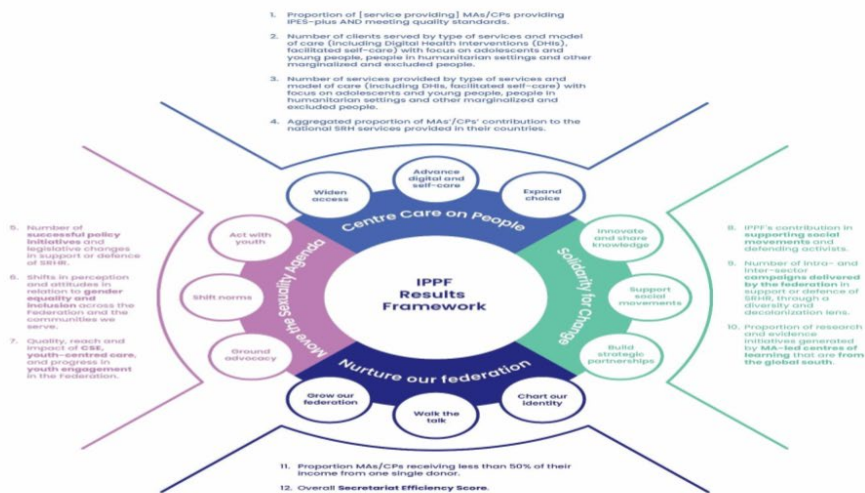 1. Proportion of [service providing] MAs/CPs providing
IPES-plus AND meeting quality standards.
2. Number of clients served by type of services and model
of care (including Digital Health Interventions (DHIs),
facilitated self-care) with focus on adolescents and
young people, people in humanitarian settings and other
marginalized and excluded people.
3. Number of services provided by type of services and
model of care (including DHIs, facilitated self-care) with
focus on adolescents and young people, people in
humanitarian settings and other marginalized and
excluded people.
4. Aggregated proportion of MAs'/CPs' contribution to the
national SRH services provided in their countries.
Widen
access
Advance
digital and
self-care
Expand
choice
Centre Care on People
5. Number of
successful policy
initiatives and
legislative changes
in support or defence
of SRHR.
6. Shifts in perception
and attitudes in
relation to gender
equality and
inclusion across the
Federation and the
communities we
serve.
7. Quality, reach and
impact of CSE,
youth-centred care,
and progress in
youth engagement
in the Federation.
Act with
youth
Shift norms
Ground
advocacy
Move the Sexuality Agenda
IPPF
Results
Framework
Solidarity for Change
Innovate
and share
knowledge
Support
social
movements
Build
strategic
partnerships
8. IPPF's contribution in
supporting social
movements and
defending activists.
9. Number of intra- and
inter-sector
campaigns delivered
by the federation in
support or defence of
SRHR, through a
diversity and
decolonization lens.
10. Proportion of research
and evidence
initiatives generated
by MA-led centres of
learning that are from
the global south.
Nurture our federation
Grow our
federation
Walk the
talk
Chart our
identity
11. Proportion MAs/CPs receiving less than 50% of their
income from one single donor.
12. Overall Secretariat Efficiency Score.